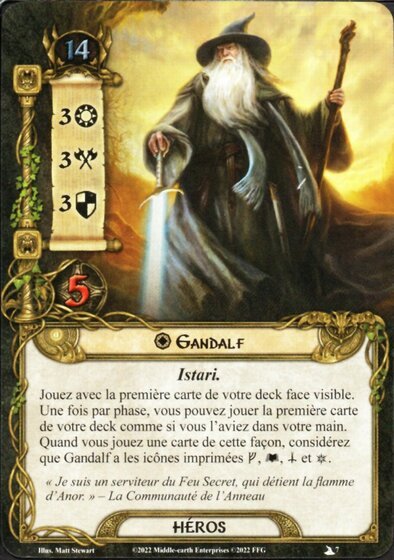 14
3
3
3
5
GANDALF
Istari.
Jouez avec la première carte de votre deck face visible.
Une fois par phase, vous pouvez jouer la première carte
de votre deck comme si vous l'aviez dans votre main.
Quand vous jouez une carte de cette façon, considérez
que Gandalf a les icônes imprimées , , et .
« Je suis un serviteur du Feu Secret, qui détient la flamme
d'Anor. » – La Communauté de l'Anneau
HÉROS
Illus. Matt Stewart
©2022 Middle-earth Enterprises ©2022 FFG
7